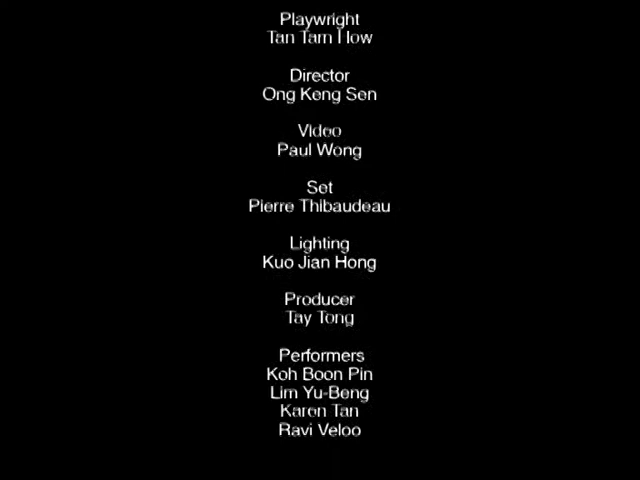 Playwright
Tan Tam How
Director
Ong Keng Sen
Video
Paul Wong
Set
Pierre Thibaudeau
Lighting
Kuo Jian Hong
Producer
Tay Tong
Performers
Koh Boon Pin
Lim Yu-Beng
Karen Tan
Ravi Veloo